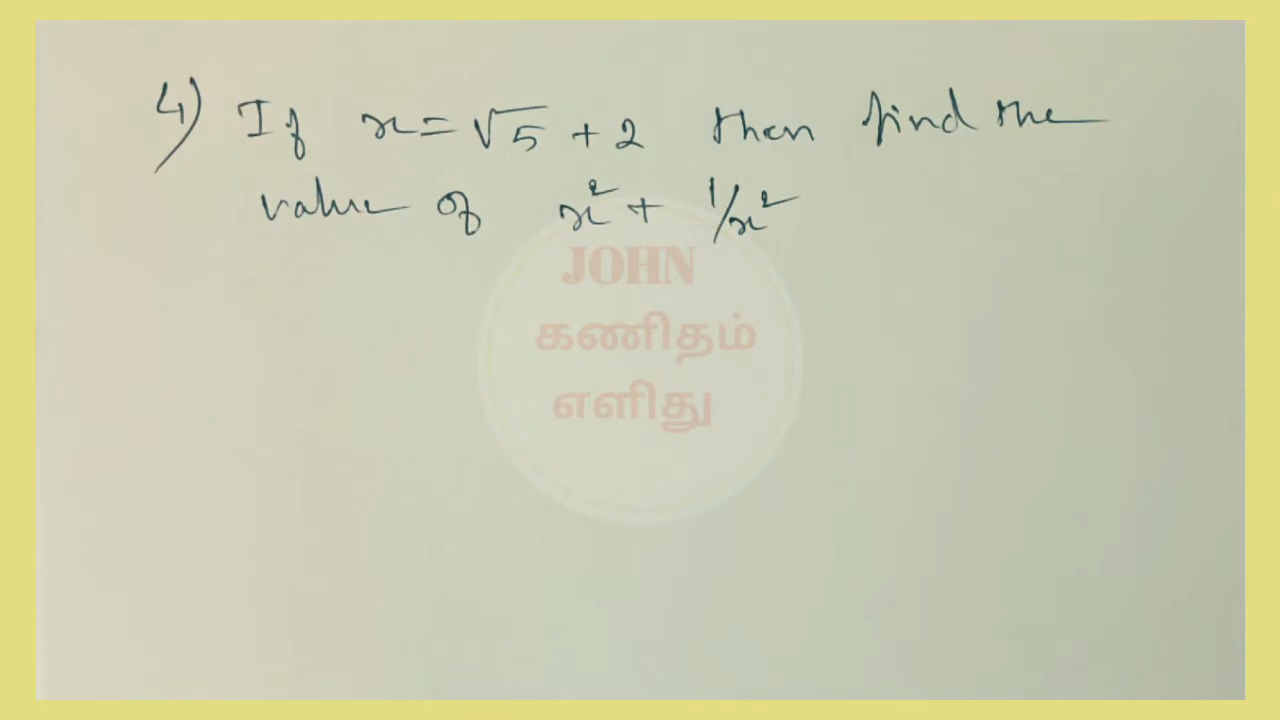 4) If x = √5 + 2 then find the
value of x² + 1/x²
JOHN
கணிதம்
எளிது